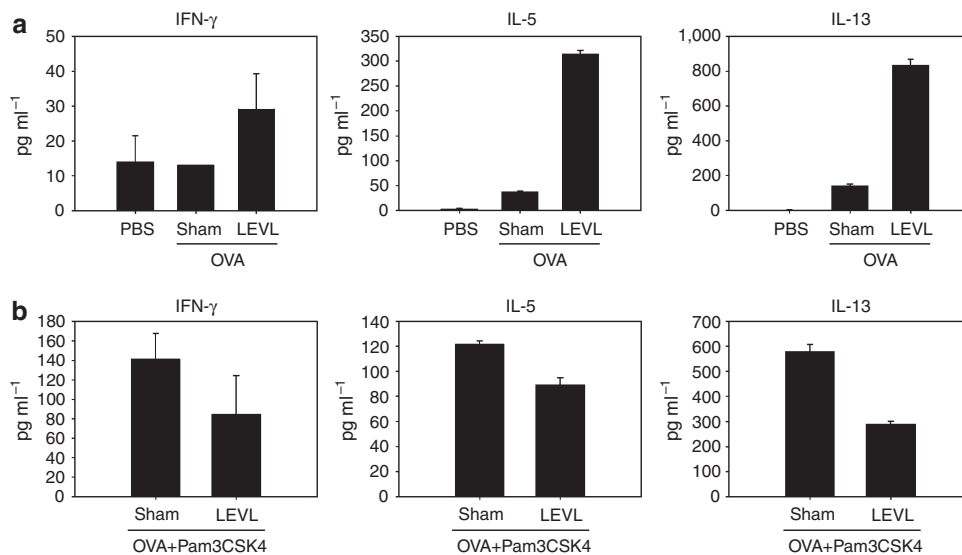 a
IFN-γ
50
40
30
20
10
0
pg ml⁻¹
PBS Sham LEVL
OVA
IL-5
350
300
250
200
150
100
50
0
pg ml⁻¹
PBS Sham LEVL
OVA
IL-13
1,000
800
600
400
200
0
pg ml⁻¹
PBS Sham LEVL
OVA
b
IFN-γ
180
160
140
120
100
80
60
40
20
0
pg ml⁻¹
Sham LEVL
OVA+Pam3CSK4
IL-5
140
120
100
80
60
40
20
0
pg ml⁻¹
Sham LEVL
OVA+Pam3CSK4
IL-13
700
600
500
400
300
200
100
0
pg ml⁻¹
Sham LEVL
OVA+Pam3CSK4